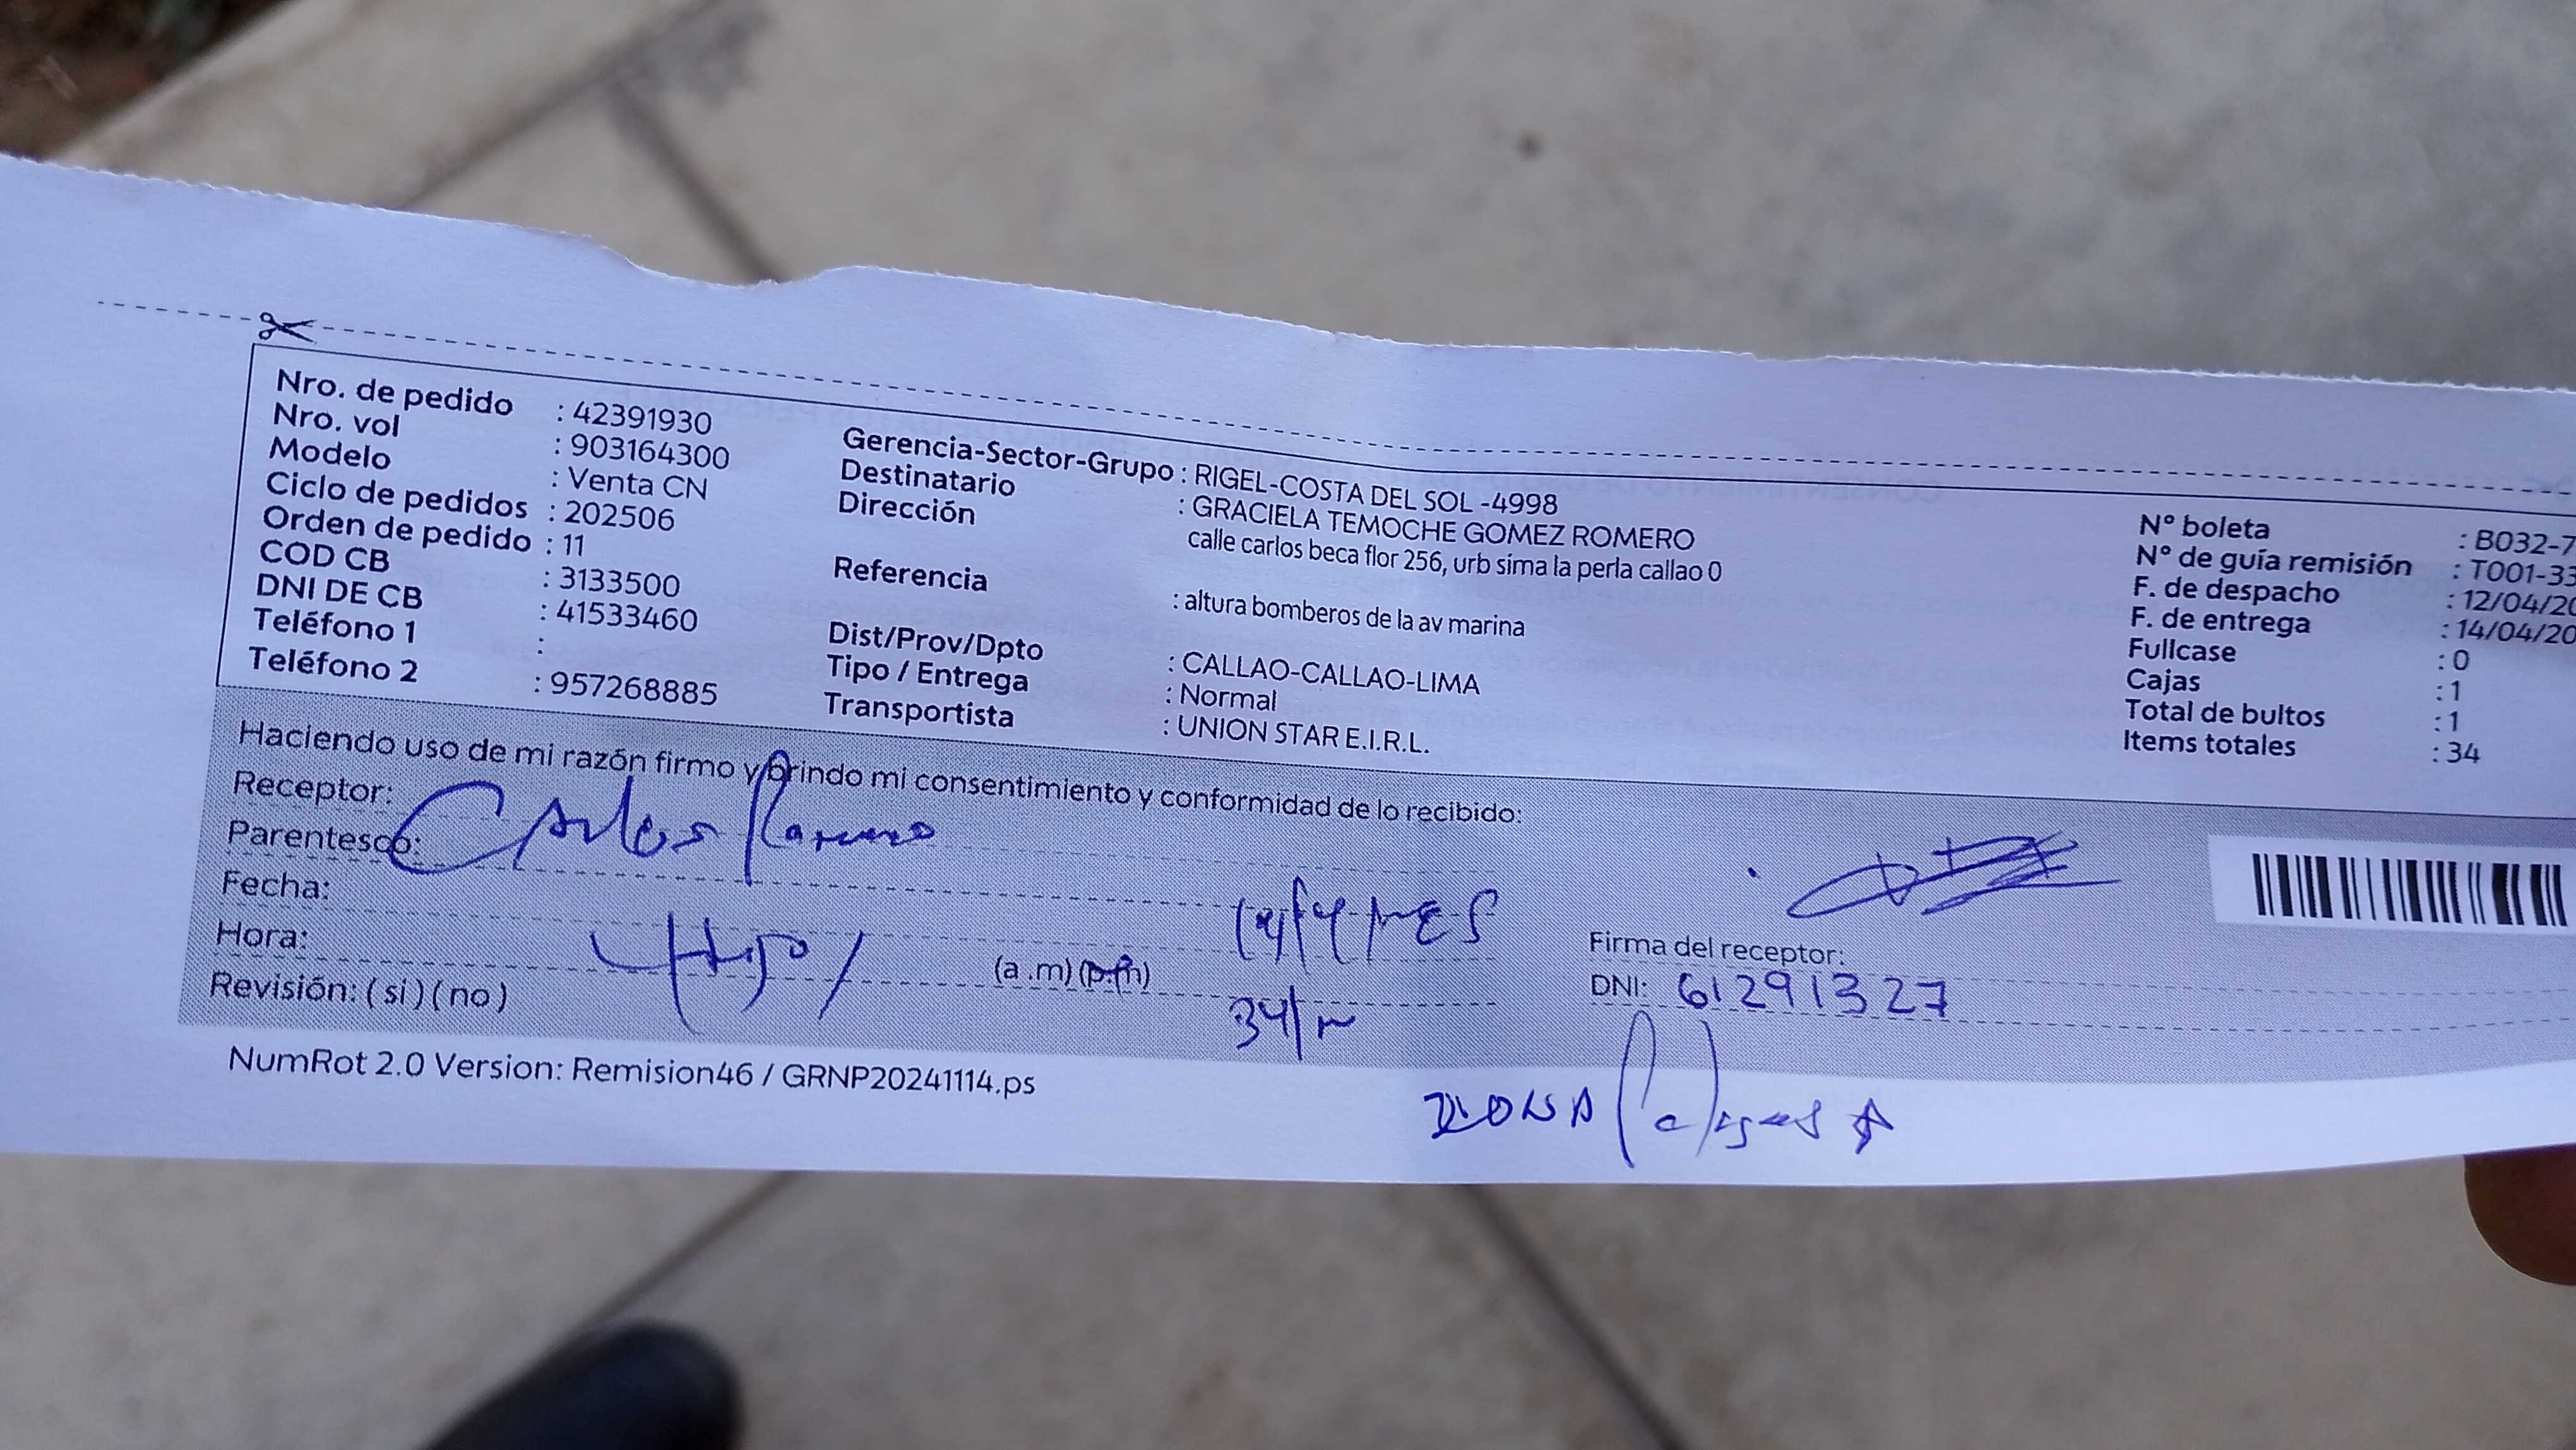 Nro. de pedido : 42391930
Nro. vol : 903164300
Modelo : Venta CN
Ciclo de pedidos : 202506
Orden de pedido : 11
COD CB : 3133500
DNI DE CB : 41533460
Teléfono 1 :
Teléfono 2 : 957268885
Gerencia-Sector-Grupo : RIGEL-COSTA DEL SOL -4998
Destinatario : GRACIELA TEMOCHE GOMEZ ROMERO
Dirección calle carlos beca flor 256, urb sima la perla callao 0
Referencia : altura bomberos de la av marina
Dist/Prov/Dpto : CALLAO-CALLAO-LIMA
Tipo / Entrega : Normal
Transportista : UNION STAR E.I.R.L.
N° boleta : B032-7
N° de guía remisión : T001-33
F. de despacho : 12/04/20
F. de entrega : 14/04/20
Fullcase : 0
Cajas : 1
Total de bultos : 1
Items totales : 34
Haciendo uso de mi razón firmo y brindo mi consentimiento y conformidad de lo recibido:
Receptor: Carlos
Parentesco:
Fecha:
Hora: (a .m) (p.m)
Revisión: ( si ) ( no )
Firma del receptor:
DNI: 61291327
NumRot 2.0 Version: Remision46 / GRNP20241114.ps
ZONA